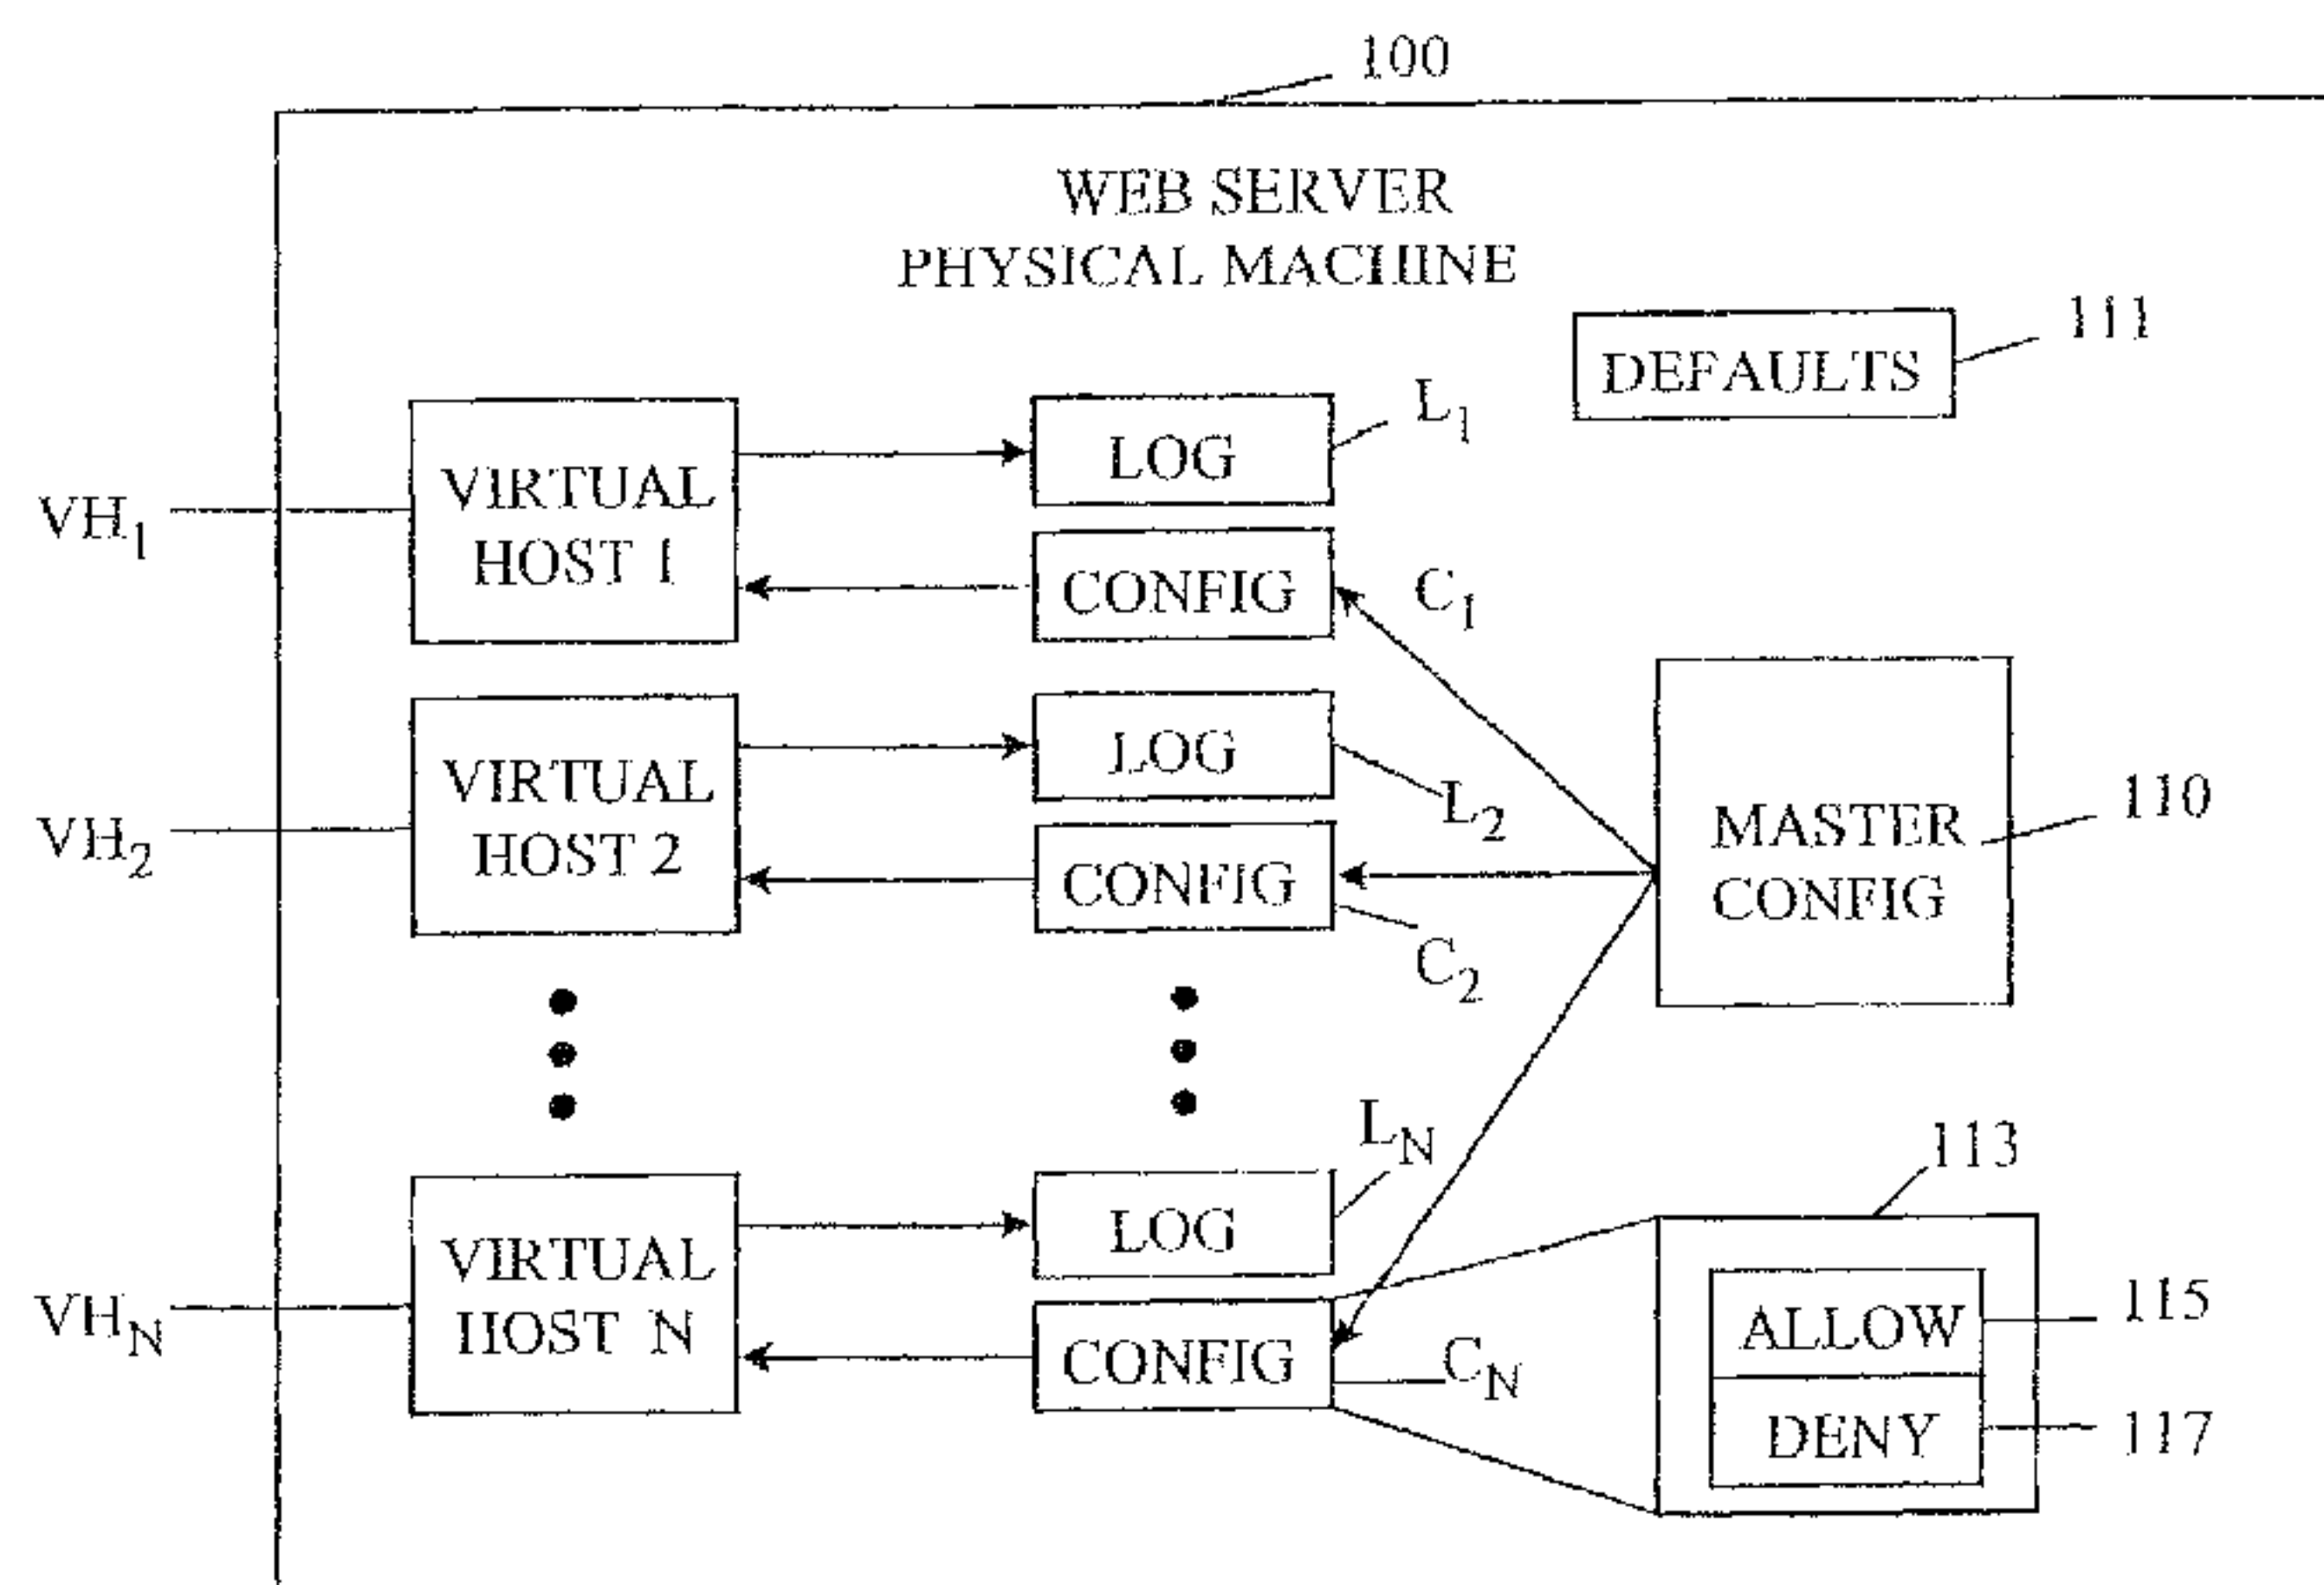 100
WEB SERVER
PHYSICAL MACHINE
DEFAULTS
111
VH1
VIRTUAL
HOST 1
LOG
L1
CONFIG
C1
VH2
VIRTUAL
HOST 2
LOG
L2
CONFIG
C2
MASTER
CONFIG
110
VHN
VIRTUAL
HOST N
LOG
LN
CONFIG
CN
113
ALLOW
115
DENY
117